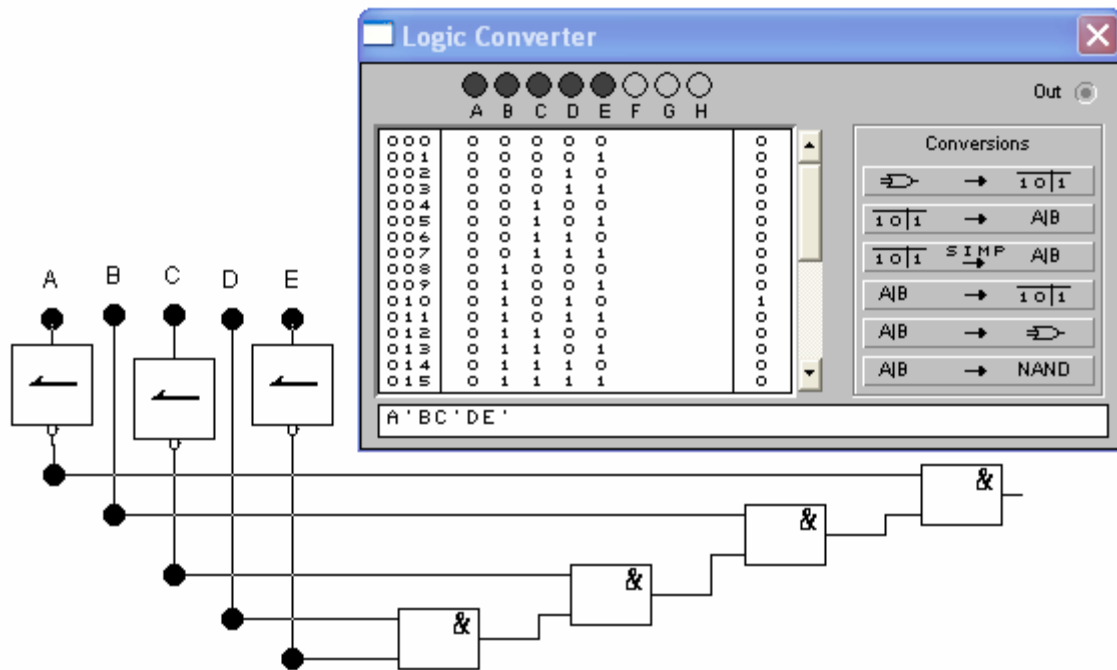 Logic Converter
Out
A B C D E F G H
000 0 0 0 0 0 0
001 0 0 0 0 1 0
002 0 0 0 1 0 0
003 0 0 0 1 1 0
004 0 0 1 0 0 0
005 0 0 1 0 1 0
006 0 0 1 1 0 0
007 0 0 1 1 1 0
008 0 1 0 0 0 0
009 0 1 0 0 1 0
010 0 1 0 1 0 1
011 0 1 0 1 1 0
012 0 1 1 0 0 0
013 0 1 1 0 1 0
014 0 1 1 1 0 0
015 0 1 1 1 1 0
Conversions
→ 1 0 | 1
1 0 | 1 → A|B
1 0 | 1 SIMP → A|B
A|B → 1 0 | 1
A|B →
A|B → NAND
A'BC'DE'
A B C D E
&
&
&
&